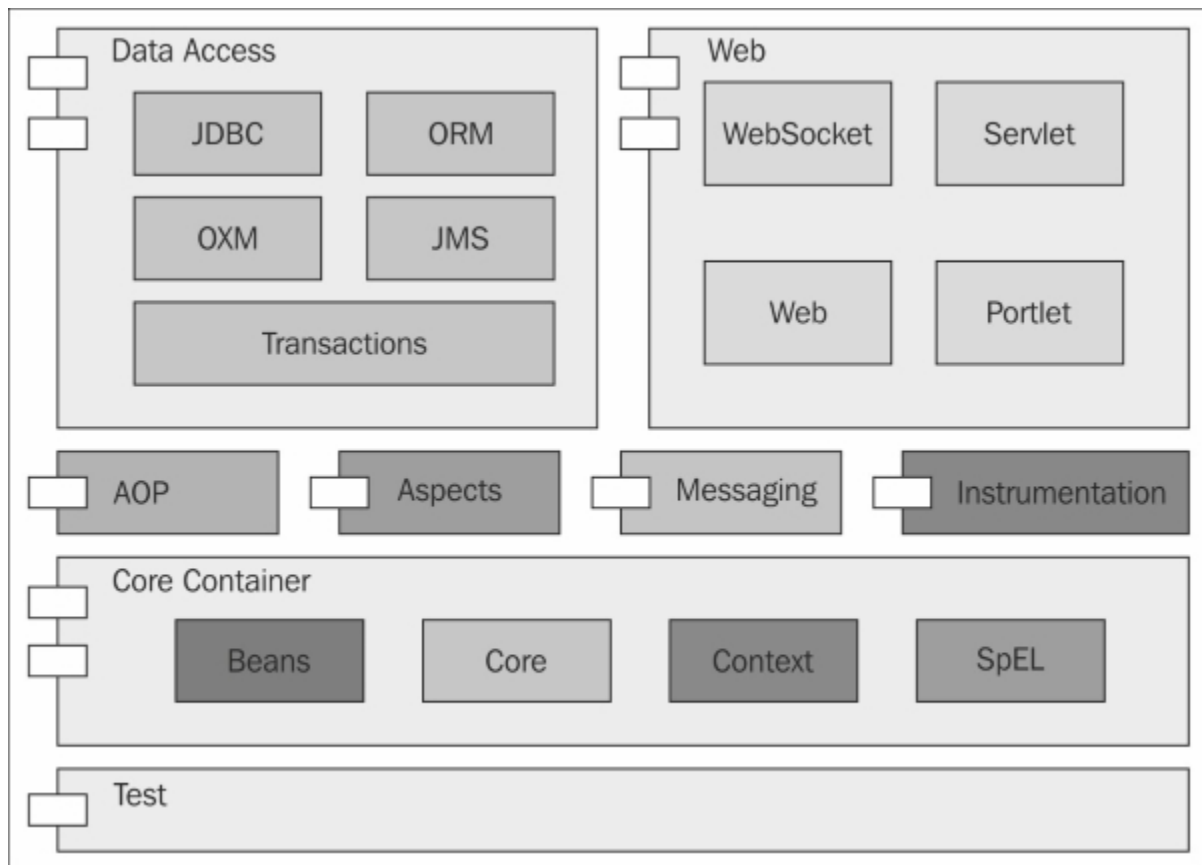 Data Access
JDBC
ORM
OXM
JMS
Transactions
Web
WebSocket
Servlet
Web
Portlet
AOP
Aspects
Messaging
Instrumentation
Core Container
Beans
Core
Context
SpEL
Test